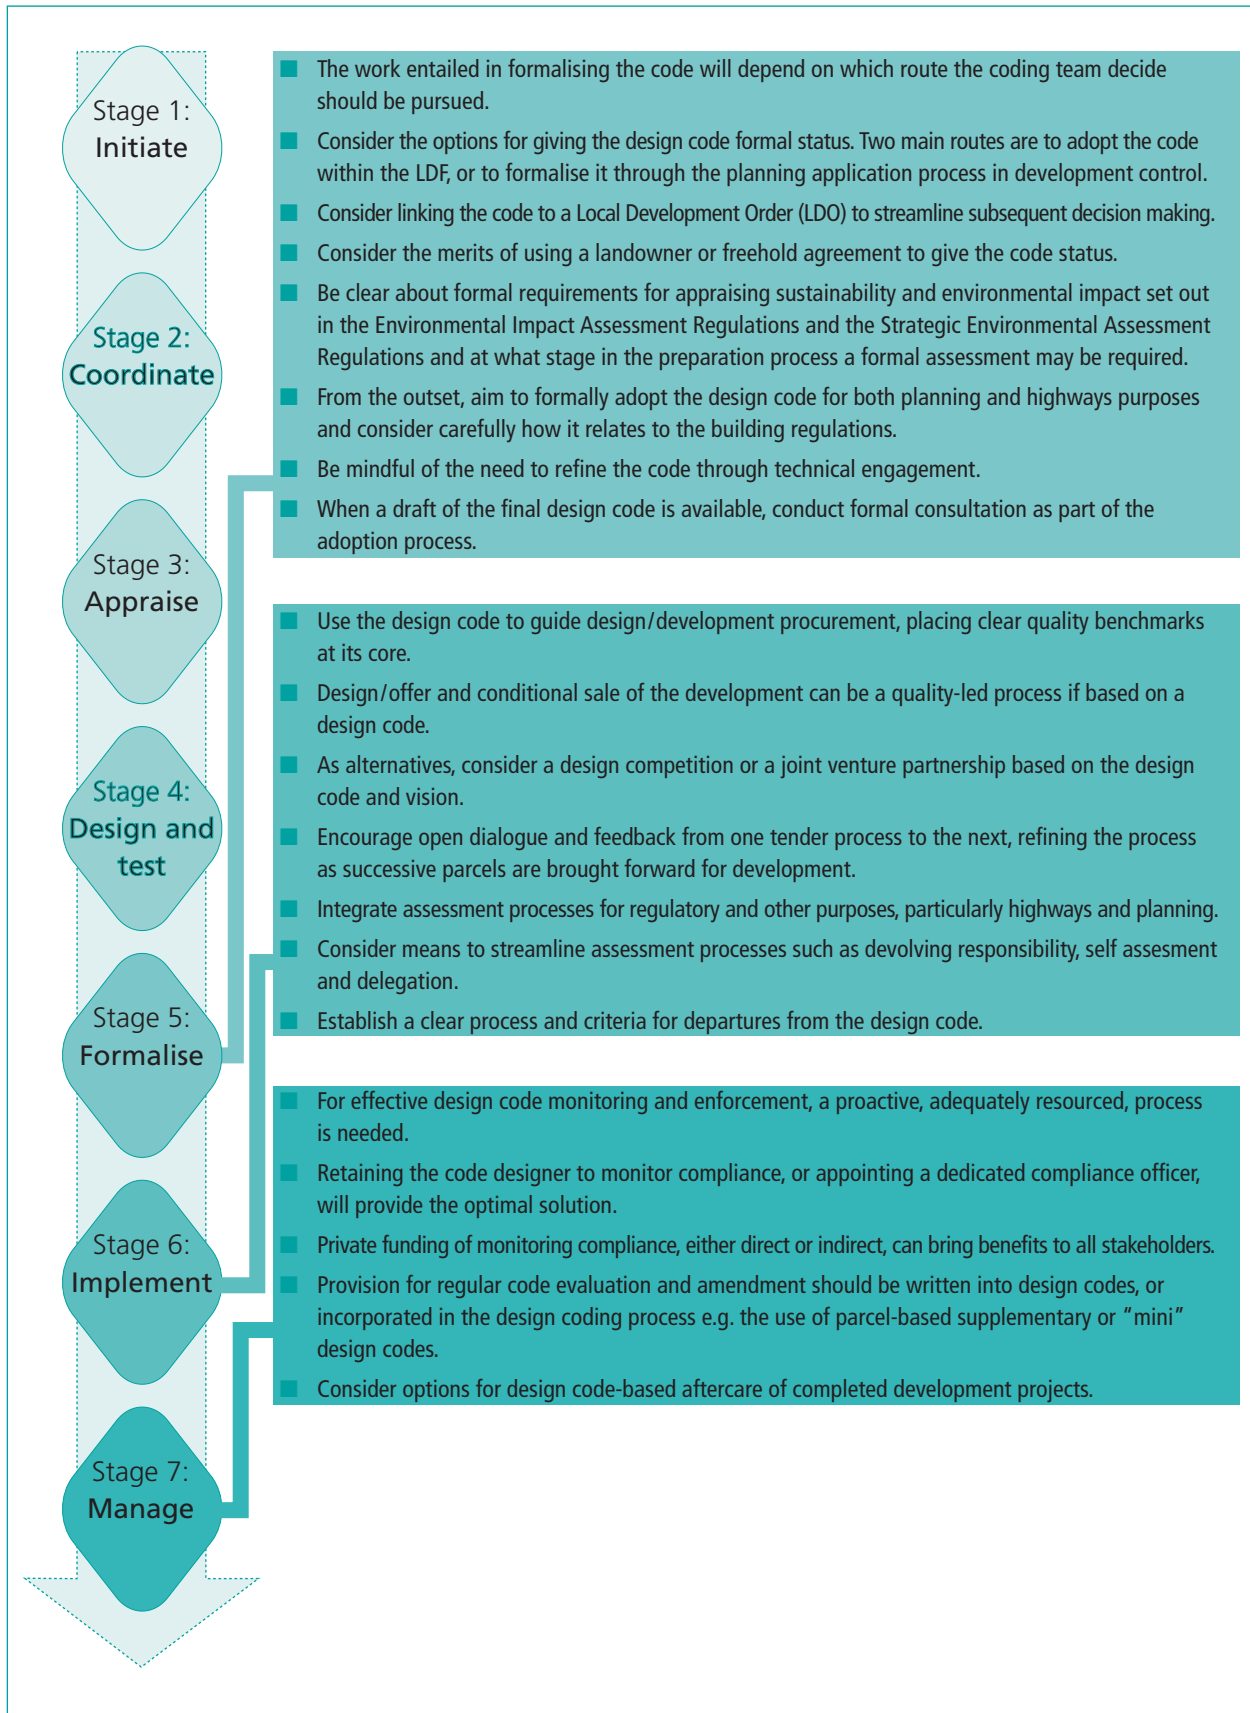 Stage 1:
Initiate
Stage 2:
Coordinate
Stage 3:
Appraise
Stage 4:
Design and
test
Stage 5:
Formalise
Stage 6:
Implement
Stage 7:
Manage
■ The work entailed in formalising the code will depend on which route the coding team decide
should be pursued.
■ Consider the options for giving the design code formal status. Two main routes are to adopt the code
within the LDF, or to formalise it through the planning application process in development control.
■ Consider linking the code to a Local Development Order (LDO) to streamline subsequent decision making.
■ Consider the merits of using a landowner or freehold agreement to give the code status.
■ Be clear about formal requirements for appraising sustainability and environmental impact set out
in the Environmental Impact Assessment Regulations and the Strategic Environmental Assessment
Regulations and at what stage in the preparation process a formal assessment may be required.
■ From the outset, aim to formally adopt the design code for both planning and highways purposes
and consider carefully how it relates to the building regulations.
■ Be mindful of the need to refine the code through technical engagement.
■ When a draft of the final design code is available, conduct formal consultation as part of the
adoption process.
■ Use the design code to guide design/development procurement, placing clear quality benchmarks
at its core.
■ Design/offer and conditional sale of the development can be a quality-led process if based on a
design code.
■ As alternatives, consider a design competition or a joint venture partnership based on the design
code and vision.
■ Encourage open dialogue and feedback from one tender process to the next, refining the process
as successive parcels are brought forward for development.
■ Integrate assessment processes for regulatory and other purposes, particularly highways and planning.
■ Consider means to streamline assessment processes such as devolving responsibility, self assesment
and delegation.
■ Establish a clear process and criteria for departures from the design code.
■ For effective design code monitoring and enforcement, a proactive, adequately resourced, process
is needed.
■ Retaining the code designer to monitor compliance, or appointing a dedicated compliance officer,
will provide the optimal solution.
■ Private funding of monitoring compliance, either direct or indirect, can bring benefits to all stakeholders.
■ Provision for regular code evaluation and amendment should be written into design codes, or
incorporated in the design coding process e.g. the use of parcel-based supplementary or “mini”
design codes.
■ Consider options for design code-based aftercare of completed development projects.